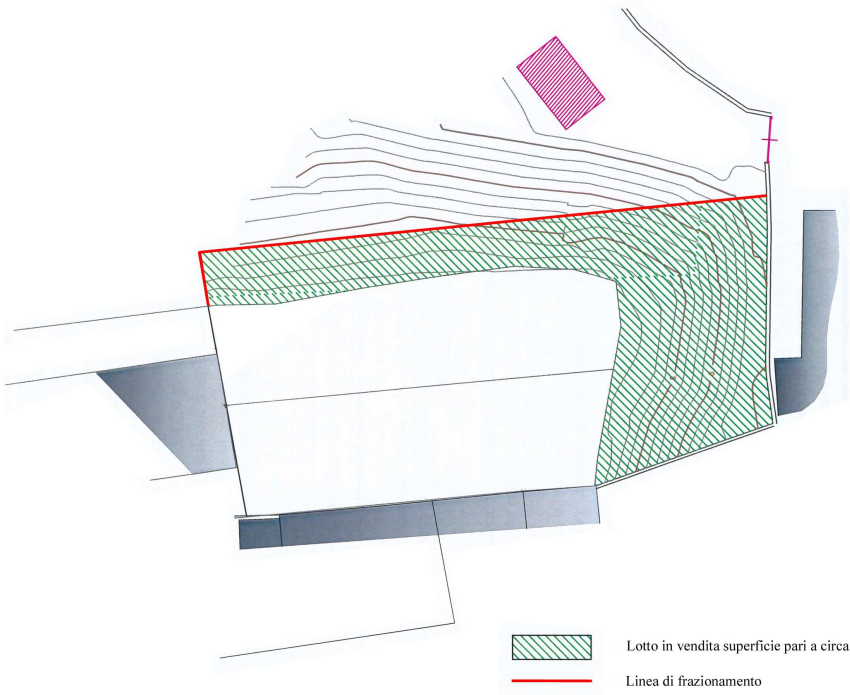 Lotto in vendita superficie pari a circa
Linea di frazionamento